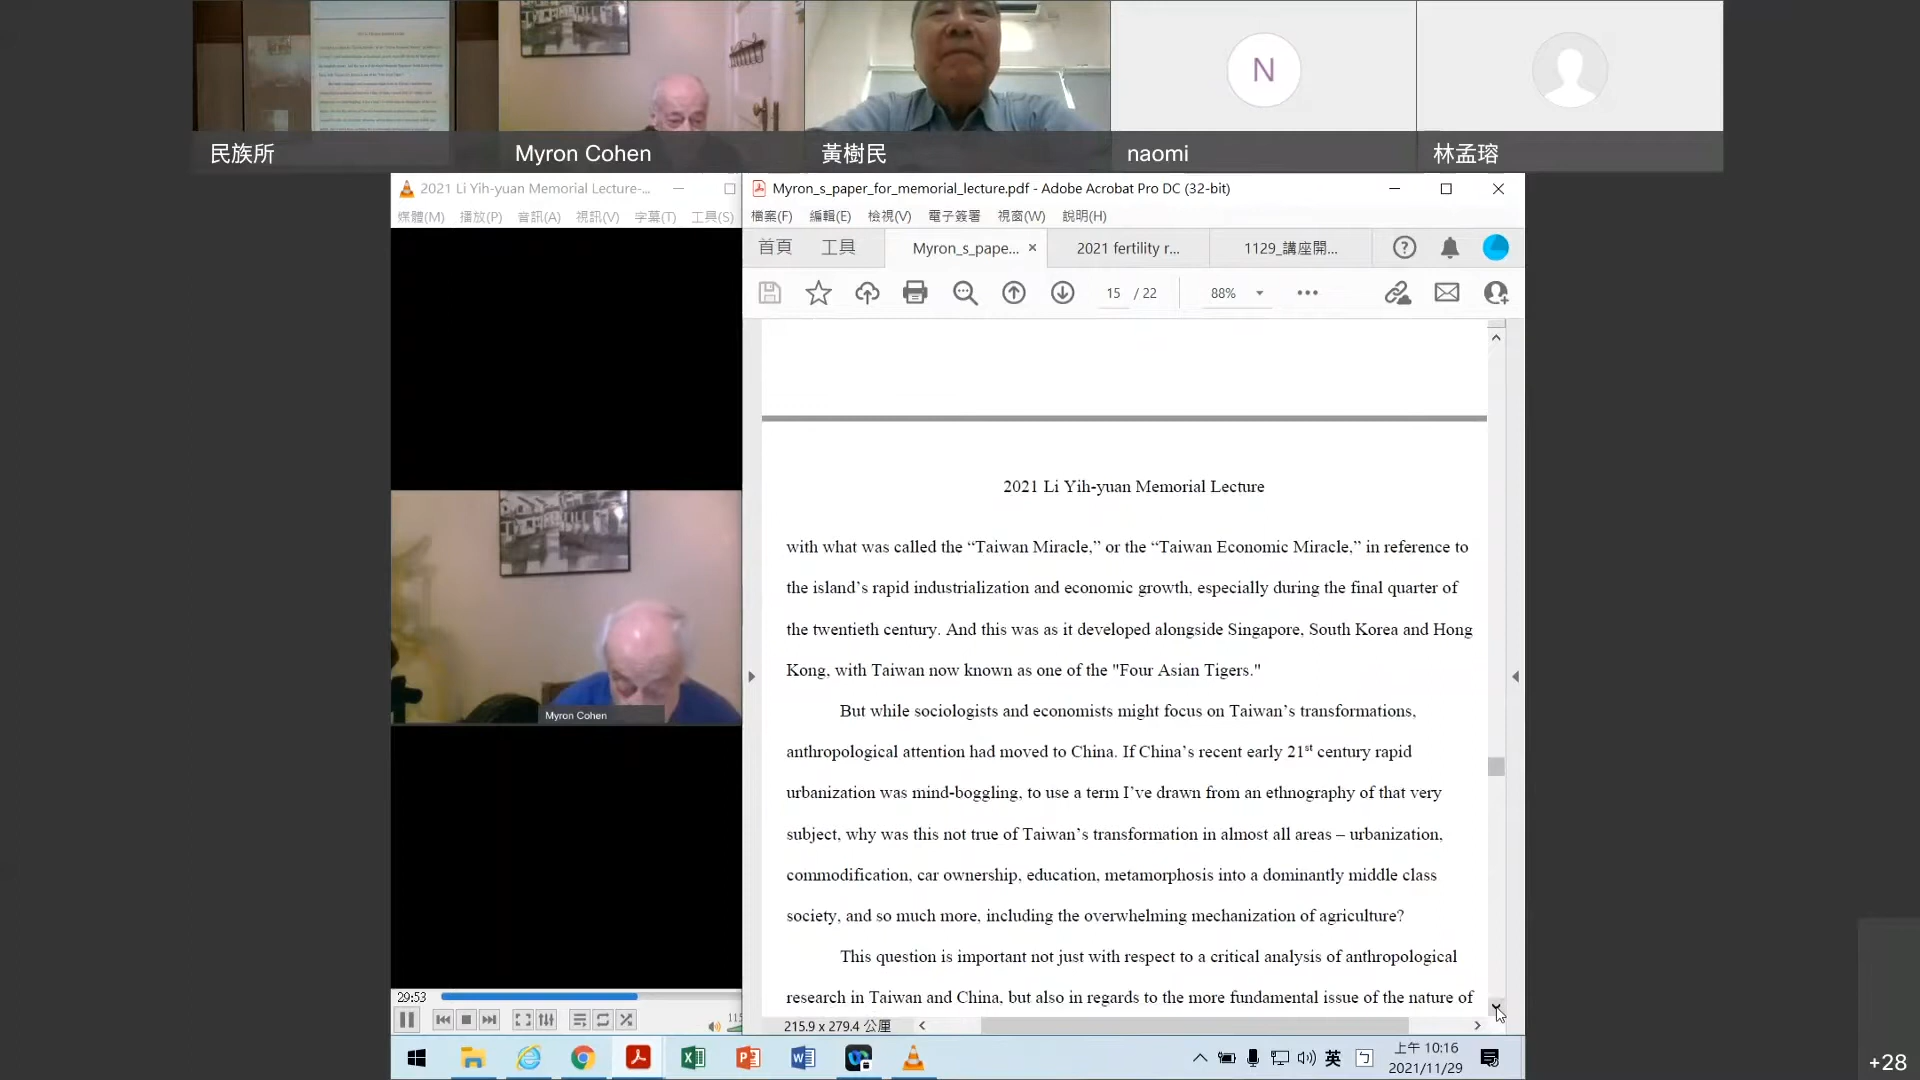 民族所
Myron Cohen
黃樹民
N
naomi
林孟瑢
2021 Li Yih-yuan Memorial Lecture-...
媒體(M) 播放(P) 音訊(A) 視訊(V) 字幕(T) 工具(S)
Myron Cohen
29:53
Myron_s_paper_for_memorial_lecture.pdf - Adobe Acrobat Pro DC (32-bit)
檔案(F) 編輯(E) 檢視(V) 電子簽署 視窗(W) 說明(H)
首頁 工具 Myron_s_pape... × 2021 fertility r... 1129_講座開...
15 / 22 88%
2021 Li Yih-yuan Memorial Lecture
with what was called the “Taiwan Miracle,” or the “Taiwan Economic Miracle,” in reference to
the island’s rapid industrialization and economic growth, especially during the final quarter of
the twentieth century. And this was as it developed alongside Singapore, South Korea and Hong
Kong, with Taiwan now known as one of the "Four Asian Tigers."
But while sociologists and economists might focus on Taiwan’s transformations,
anthropological attention had moved to China. If China’s recent early 21st century rapid
urbanization was mind-boggling, to use a term I’ve drawn from an ethnography of that very
subject, why was this not true of Taiwan’s transformation in almost all areas – urbanization,
commodification, car ownership, education, metamorphosis into a dominantly middle class
society, and so much more, including the overwhelming mechanization of agriculture?
This question is important not just with respect to a critical analysis of anthropological
research in Taiwan and China, but also in regards to the more fundamental issue of the nature of
215.9 x 279.4 公厘
英 ㄅ 上午 10:16
2021/11/29
+28